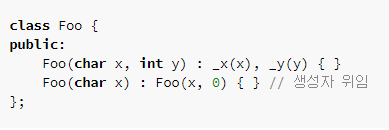 class Foo {
public:
    Foo(char x, int y) : _x(x), _y(y) { }
    Foo(char x) : Foo(x, 0) { } // 생성자 위임
};